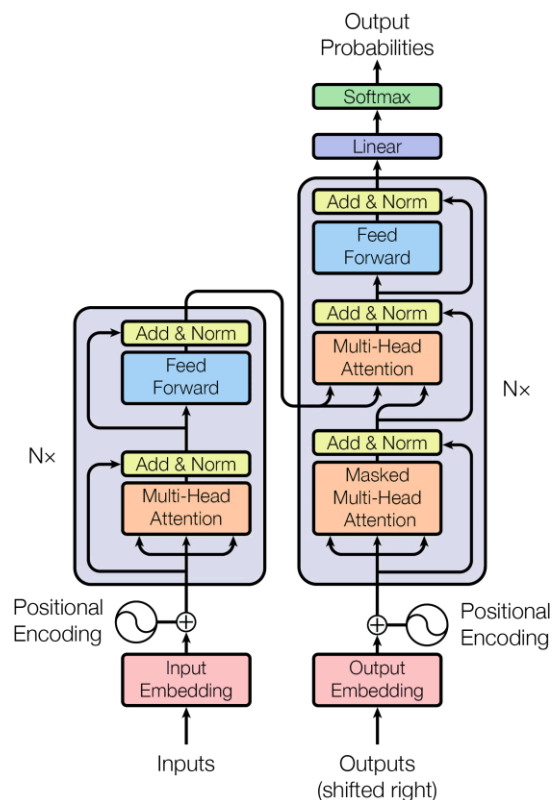 Output
Probabilities
Softmax
Linear
Add & Norm
Feed
Forward
Add & Norm
Multi-Head
Attention
Add & Norm
Masked
Multi-Head
Attention
N×
Add & Norm
Feed
Forward
Add & Norm
Multi-Head
Attention
N×
Positional
Encoding
Positional
Encoding
Input
Embedding
Output
Embedding
Inputs
Outputs
(shifted right)